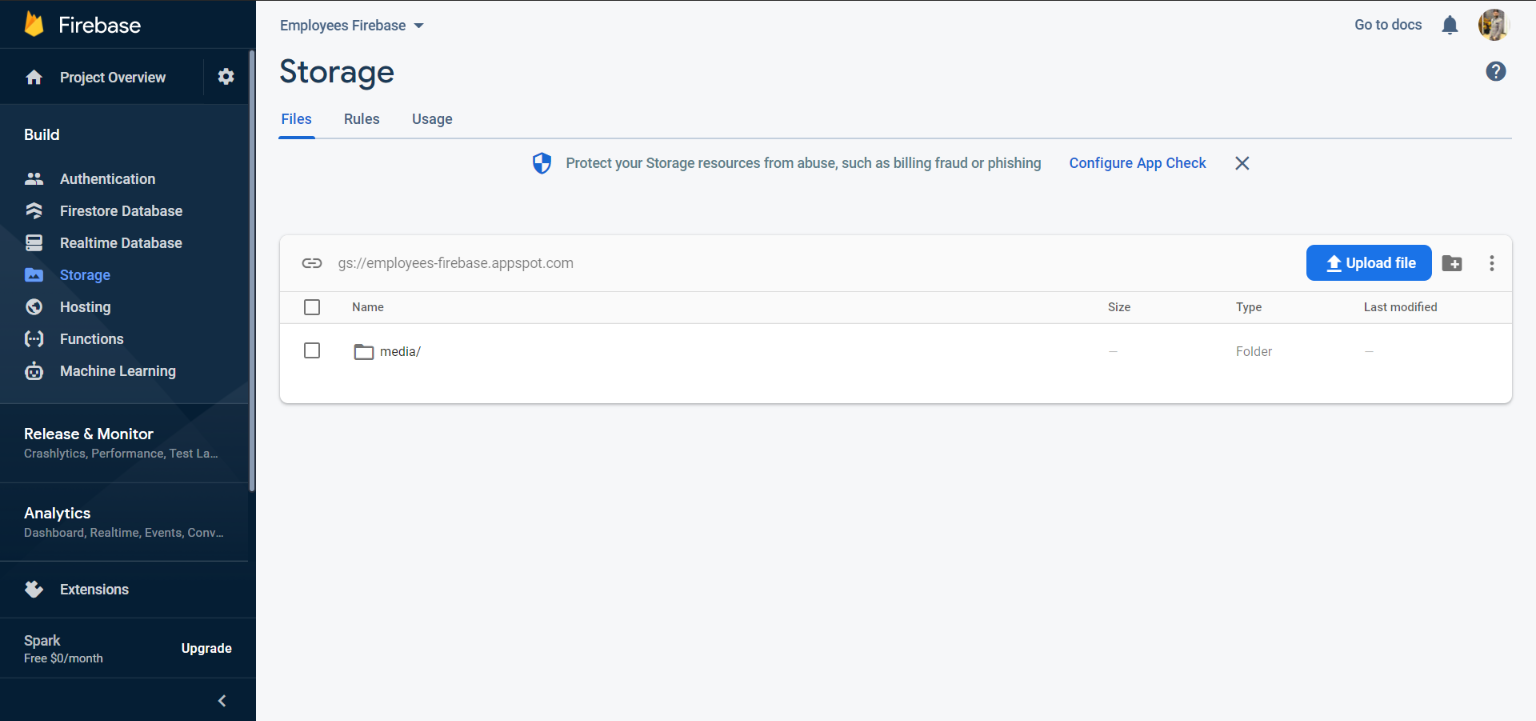 Firebase
Project Overview
Build
Authentication
Firestore Database
Realtime Database
Storage
Hosting
Functions
Machine Learning
Release & Monitor
Crashlytics, Performance, Test La...
Analytics
Dashboard, Realtime, Events, Conv...
Extensions
Spark
Free $0/month
Upgrade
Employees Firebase
Go to docs
Storage
Files Rules Usage
Protect your Storage resources from abuse, such as billing fraud or phishing Configure App Check
gs://employees-firebase.appspot.com
Upload file
Name Size Type Last modified
media/ – Folder –